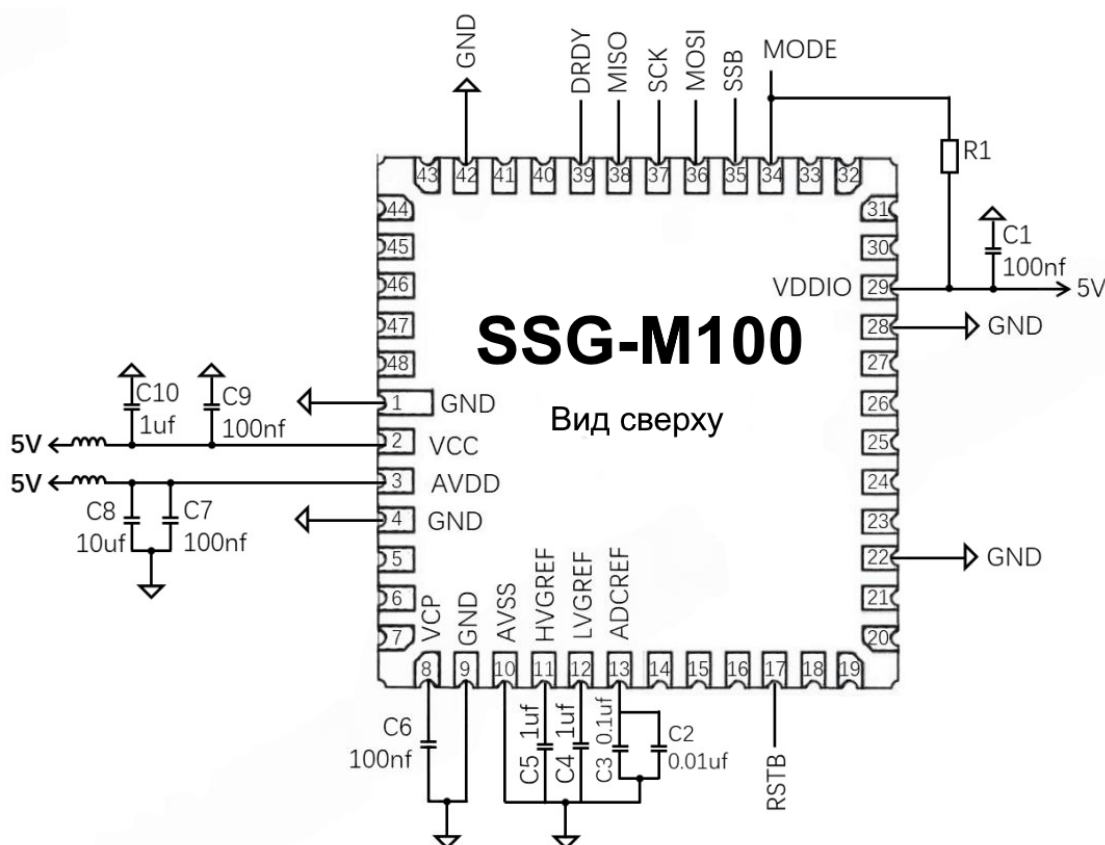 GND
DRDY
MISO
SCK
MOSI
SSB
MODE
R1
43 42 41 40 39 38 37 36 35 34 33 32
44
45
46
47
48
1 GND
2 VCC
3 AVDD
4 GND
5
6
7
31
30
VDDIO 29
28 GND
27
26
25
24
23
22 GND
21
20
C1
100nf
5V
SSG-M100
Вид сверху
C10
1uf
C9
100nf
5V
5V
C8
10uf
C7
100nf
VCP
GND
AVSS
HVGREF
LVGREF
ADCREF
8 9 10 11 12 13 14 15 16 17 18 19
C6
100nf
C5 1uf
C4 1uf
C3 0.1uf
C2
0.01uf
RSTB